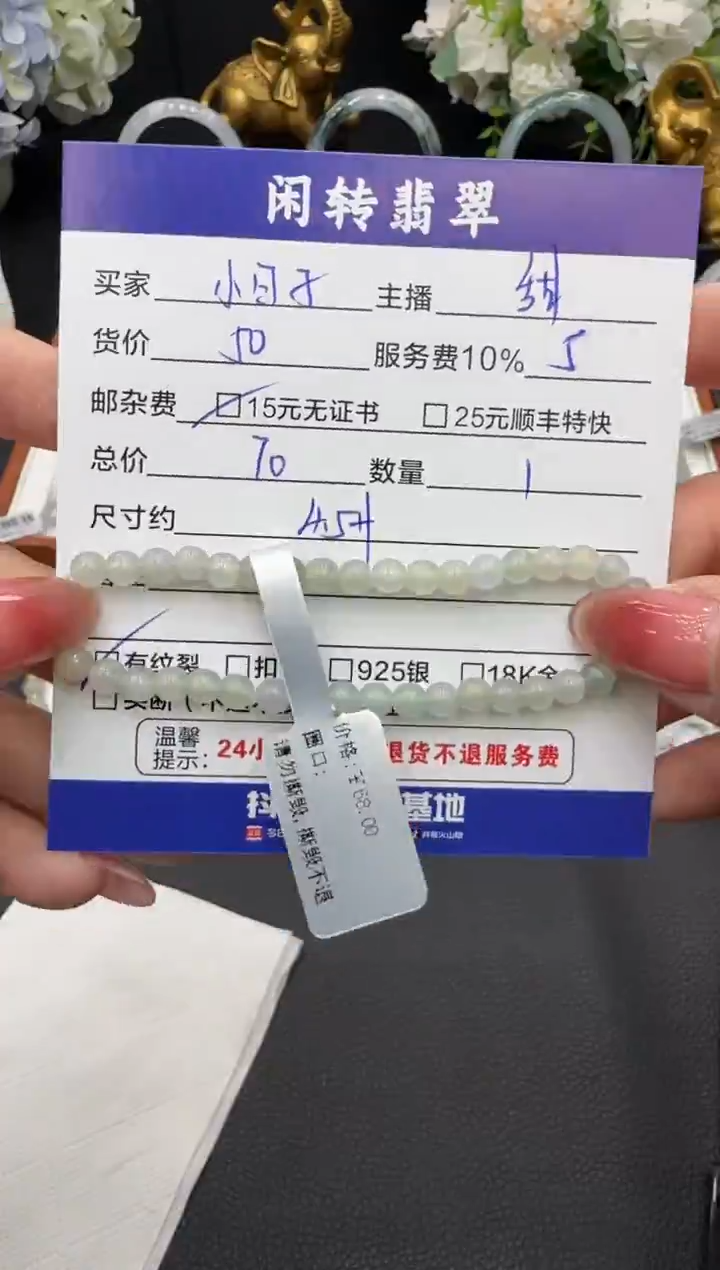 闲转翡翠
买家 小日子 主播
货价 50 服务费10% 5
邮杂费 15元无证书 25元顺丰特快
总价 70 数量 1
尺寸约 4.5
有纹裂 扣 925银 18K金
温馨提示: 24小 退货不退服务费
抖 基地
价格:￥68.00
圈口:
请勿撕毁,撕毁不退